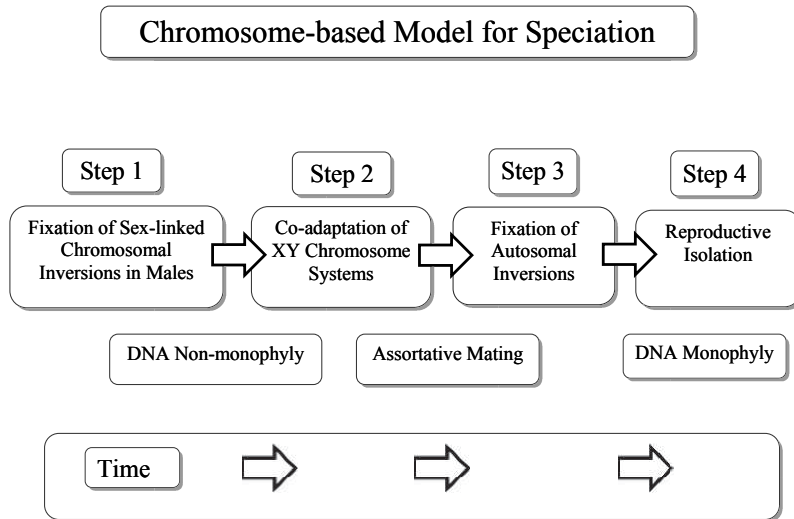 Chromosome-based Model for Speciation
Step 1
Step 2
Step 3
Step 4
Fixation of Sex-linked
Chromosomal
Inversions in Males
Co-adaptation of
XY Chromosome
Systems
Fixation of
Autosomal
Inversions
Reproductive
Isolation
DNA Non-monophyly
Assortative Mating
DNA Monophyly
Time